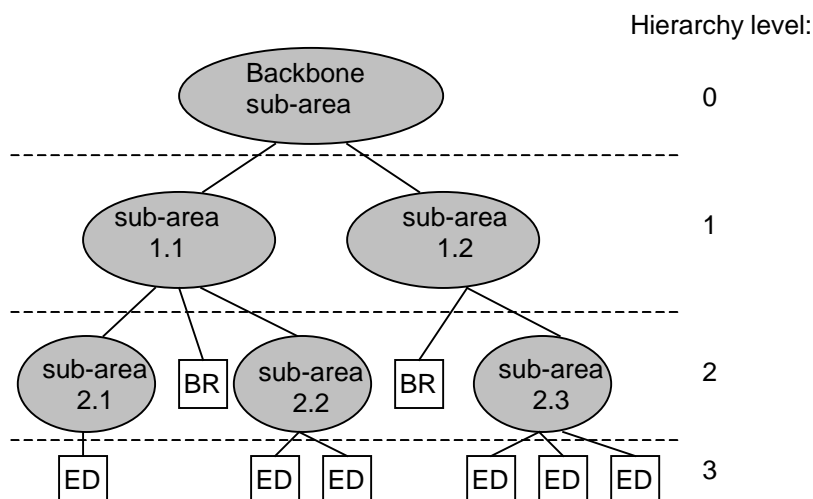 Hierarchy level:
Backbone
sub-area
0
sub-area
1.1
sub-area
1.2
1
sub-area
2.1
BR
sub-area
2.2
BR
sub-area
2.3
2
ED
ED
ED
ED
ED
ED
3